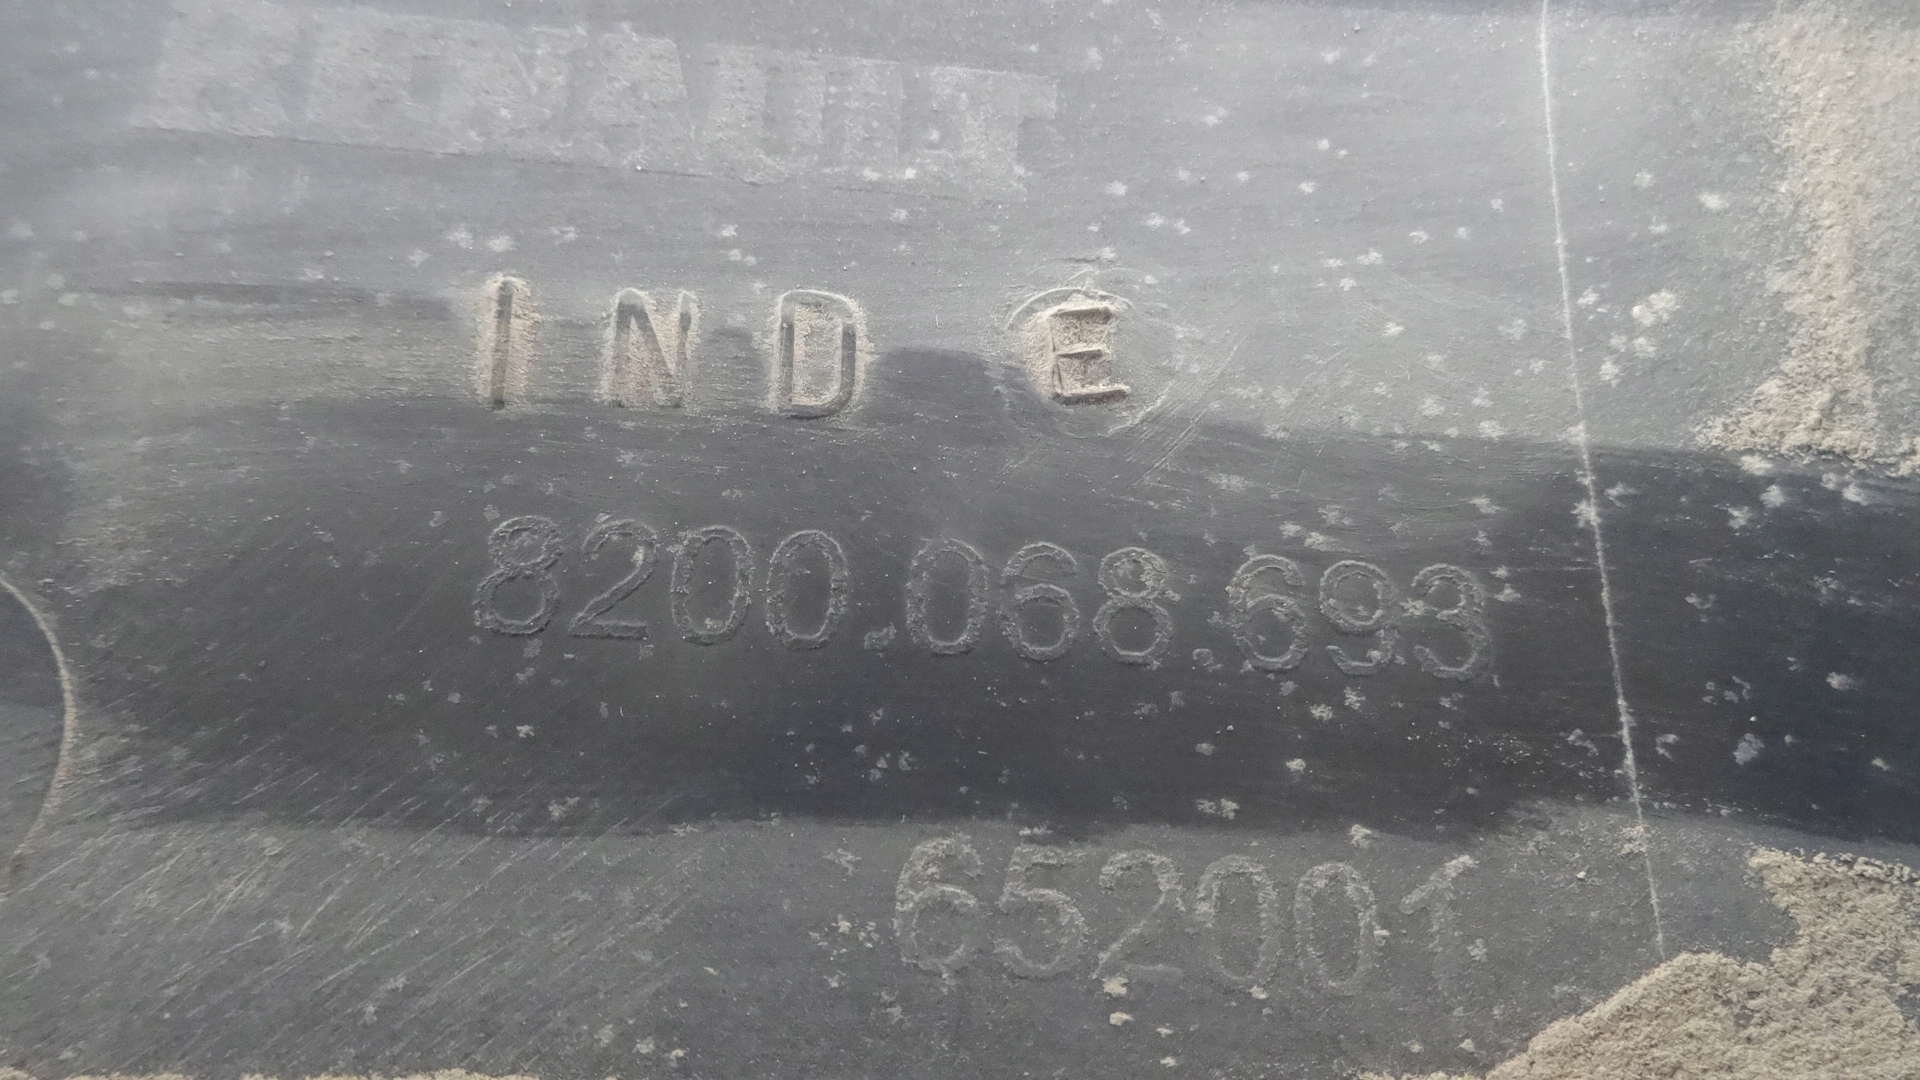 RENAULT
IND E
8200.068.693
652001